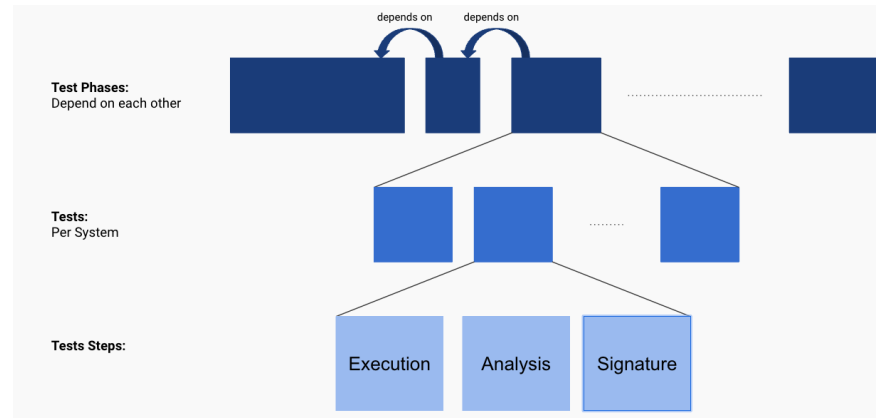 depends on
depends on
Test Phases:
Depend on each other
Tests:
Per System
Tests Steps:
Execution
Analysis
Signature